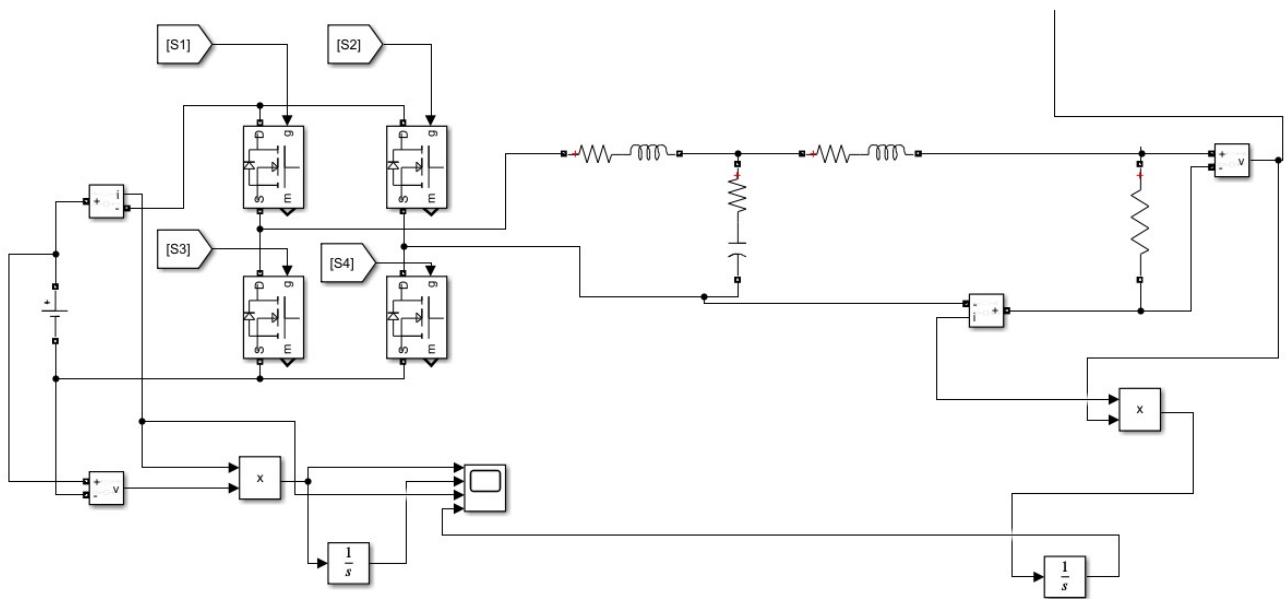 [S1]
[S2]
D
g
S
m
D
g
S
m
+
i
-
[S3]
[S4]
D
g
S
m
D
g
S
m
+
+
+
+
+
-
v
-
i
+
x
+
-
v
x
1
s
1
s